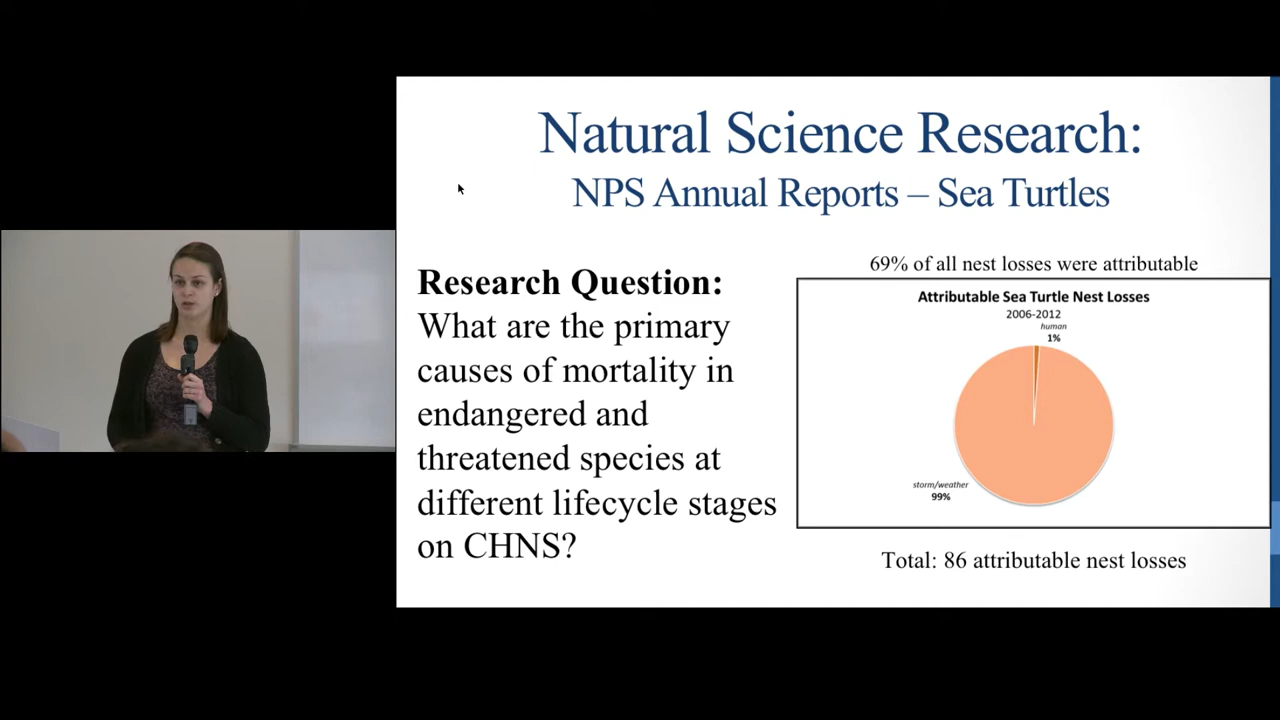 Natural Science Research:
NPS Annual Reports – Sea Turtles
Research Question:
What are the primary
causes of mortality in
endangered and
threatened species at
different lifecycle stages
on CHNS?
69% of all nest losses were attributable
Attributable Sea Turtle Nest Losses
2006-2012
human
1%
storm/weather
99%
Total: 86 attributable nest losses